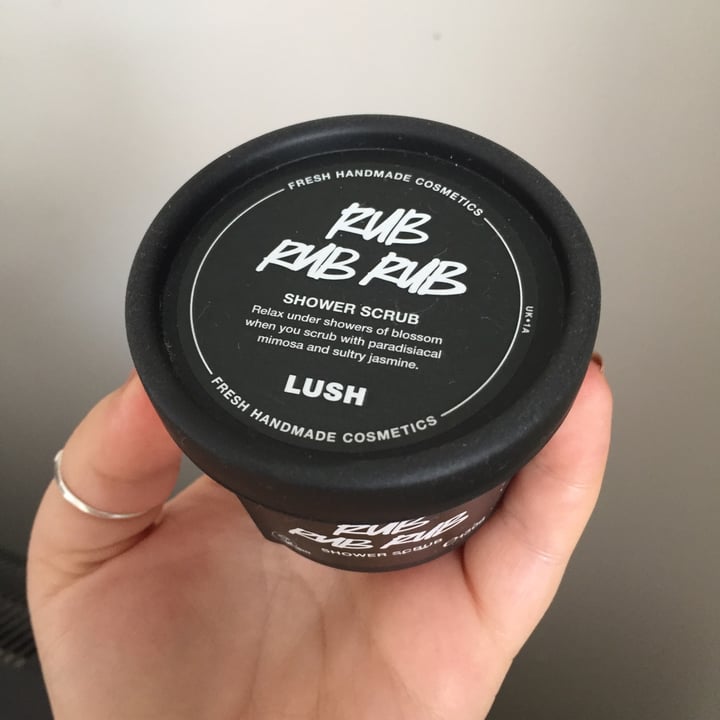 FRESH HANDMADE COSMETICS
RUB
RUB RUB
SHOWER SCRUB
Relax under showers of blossom
when you scrub with paradisiacal
mimosa and sultry jasmine.
LUSH
FRESH HANDMADE COSMETICS
UK•1A
RUB
RUB RUB
SHOWER SCRUB